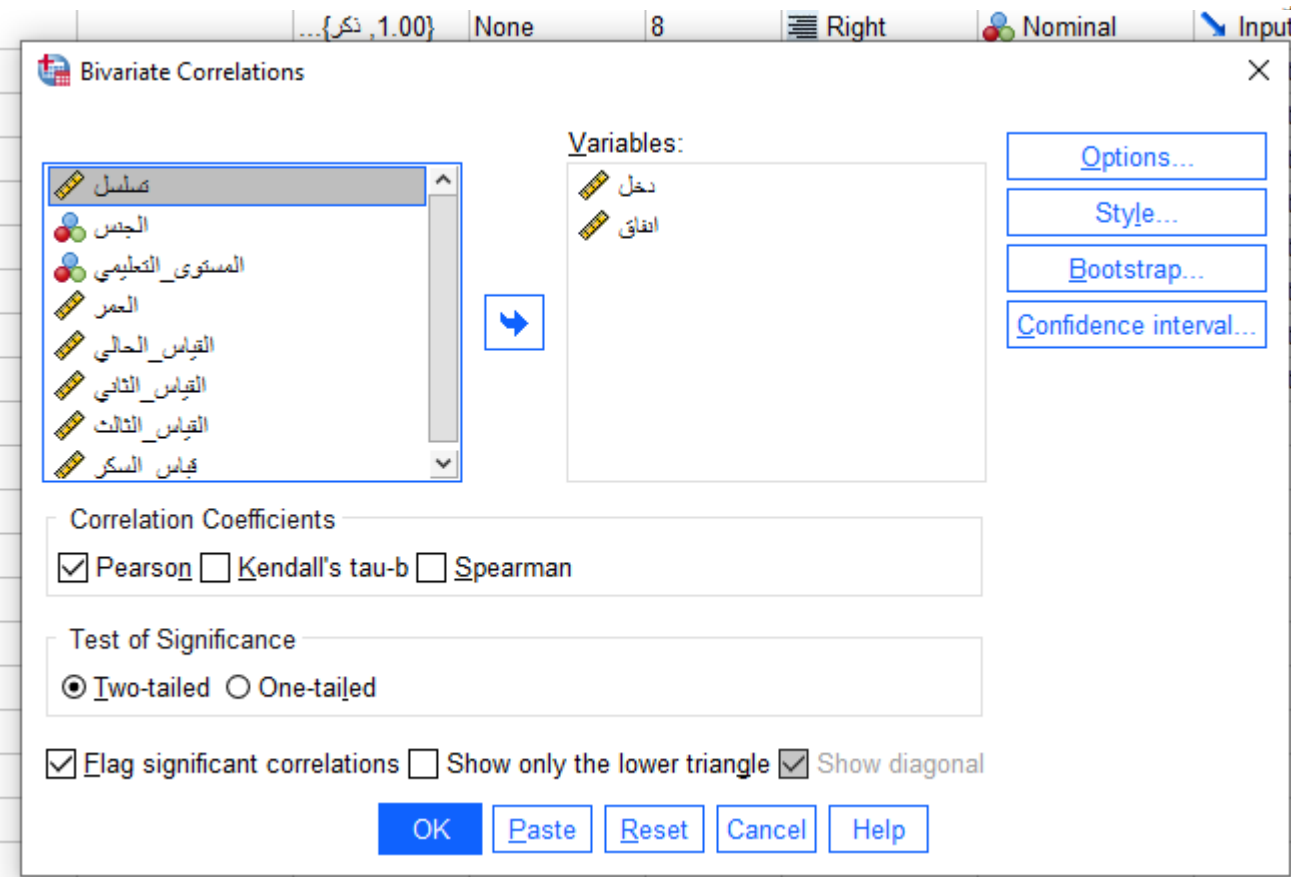 {1.00, ذكر}... None 8 Right Nominal Input
Bivariate Correlations
Variables:
تسلسل
الجنس
المستوى_التعليمي
العمر
القياس_الحالي
القياس_الثاني
القياس_الثالث
قياس_السكر
دخل
انفاق
Options...
Style...
Bootstrap...
Confidence interval...
Correlation Coefficients
Pearson Kendall's tau-b Spearman
Test of Significance
Two-tailed One-tailed
Flag significant correlations Show only the lower triangle Show diagonal
OK Paste Reset Cancel Help